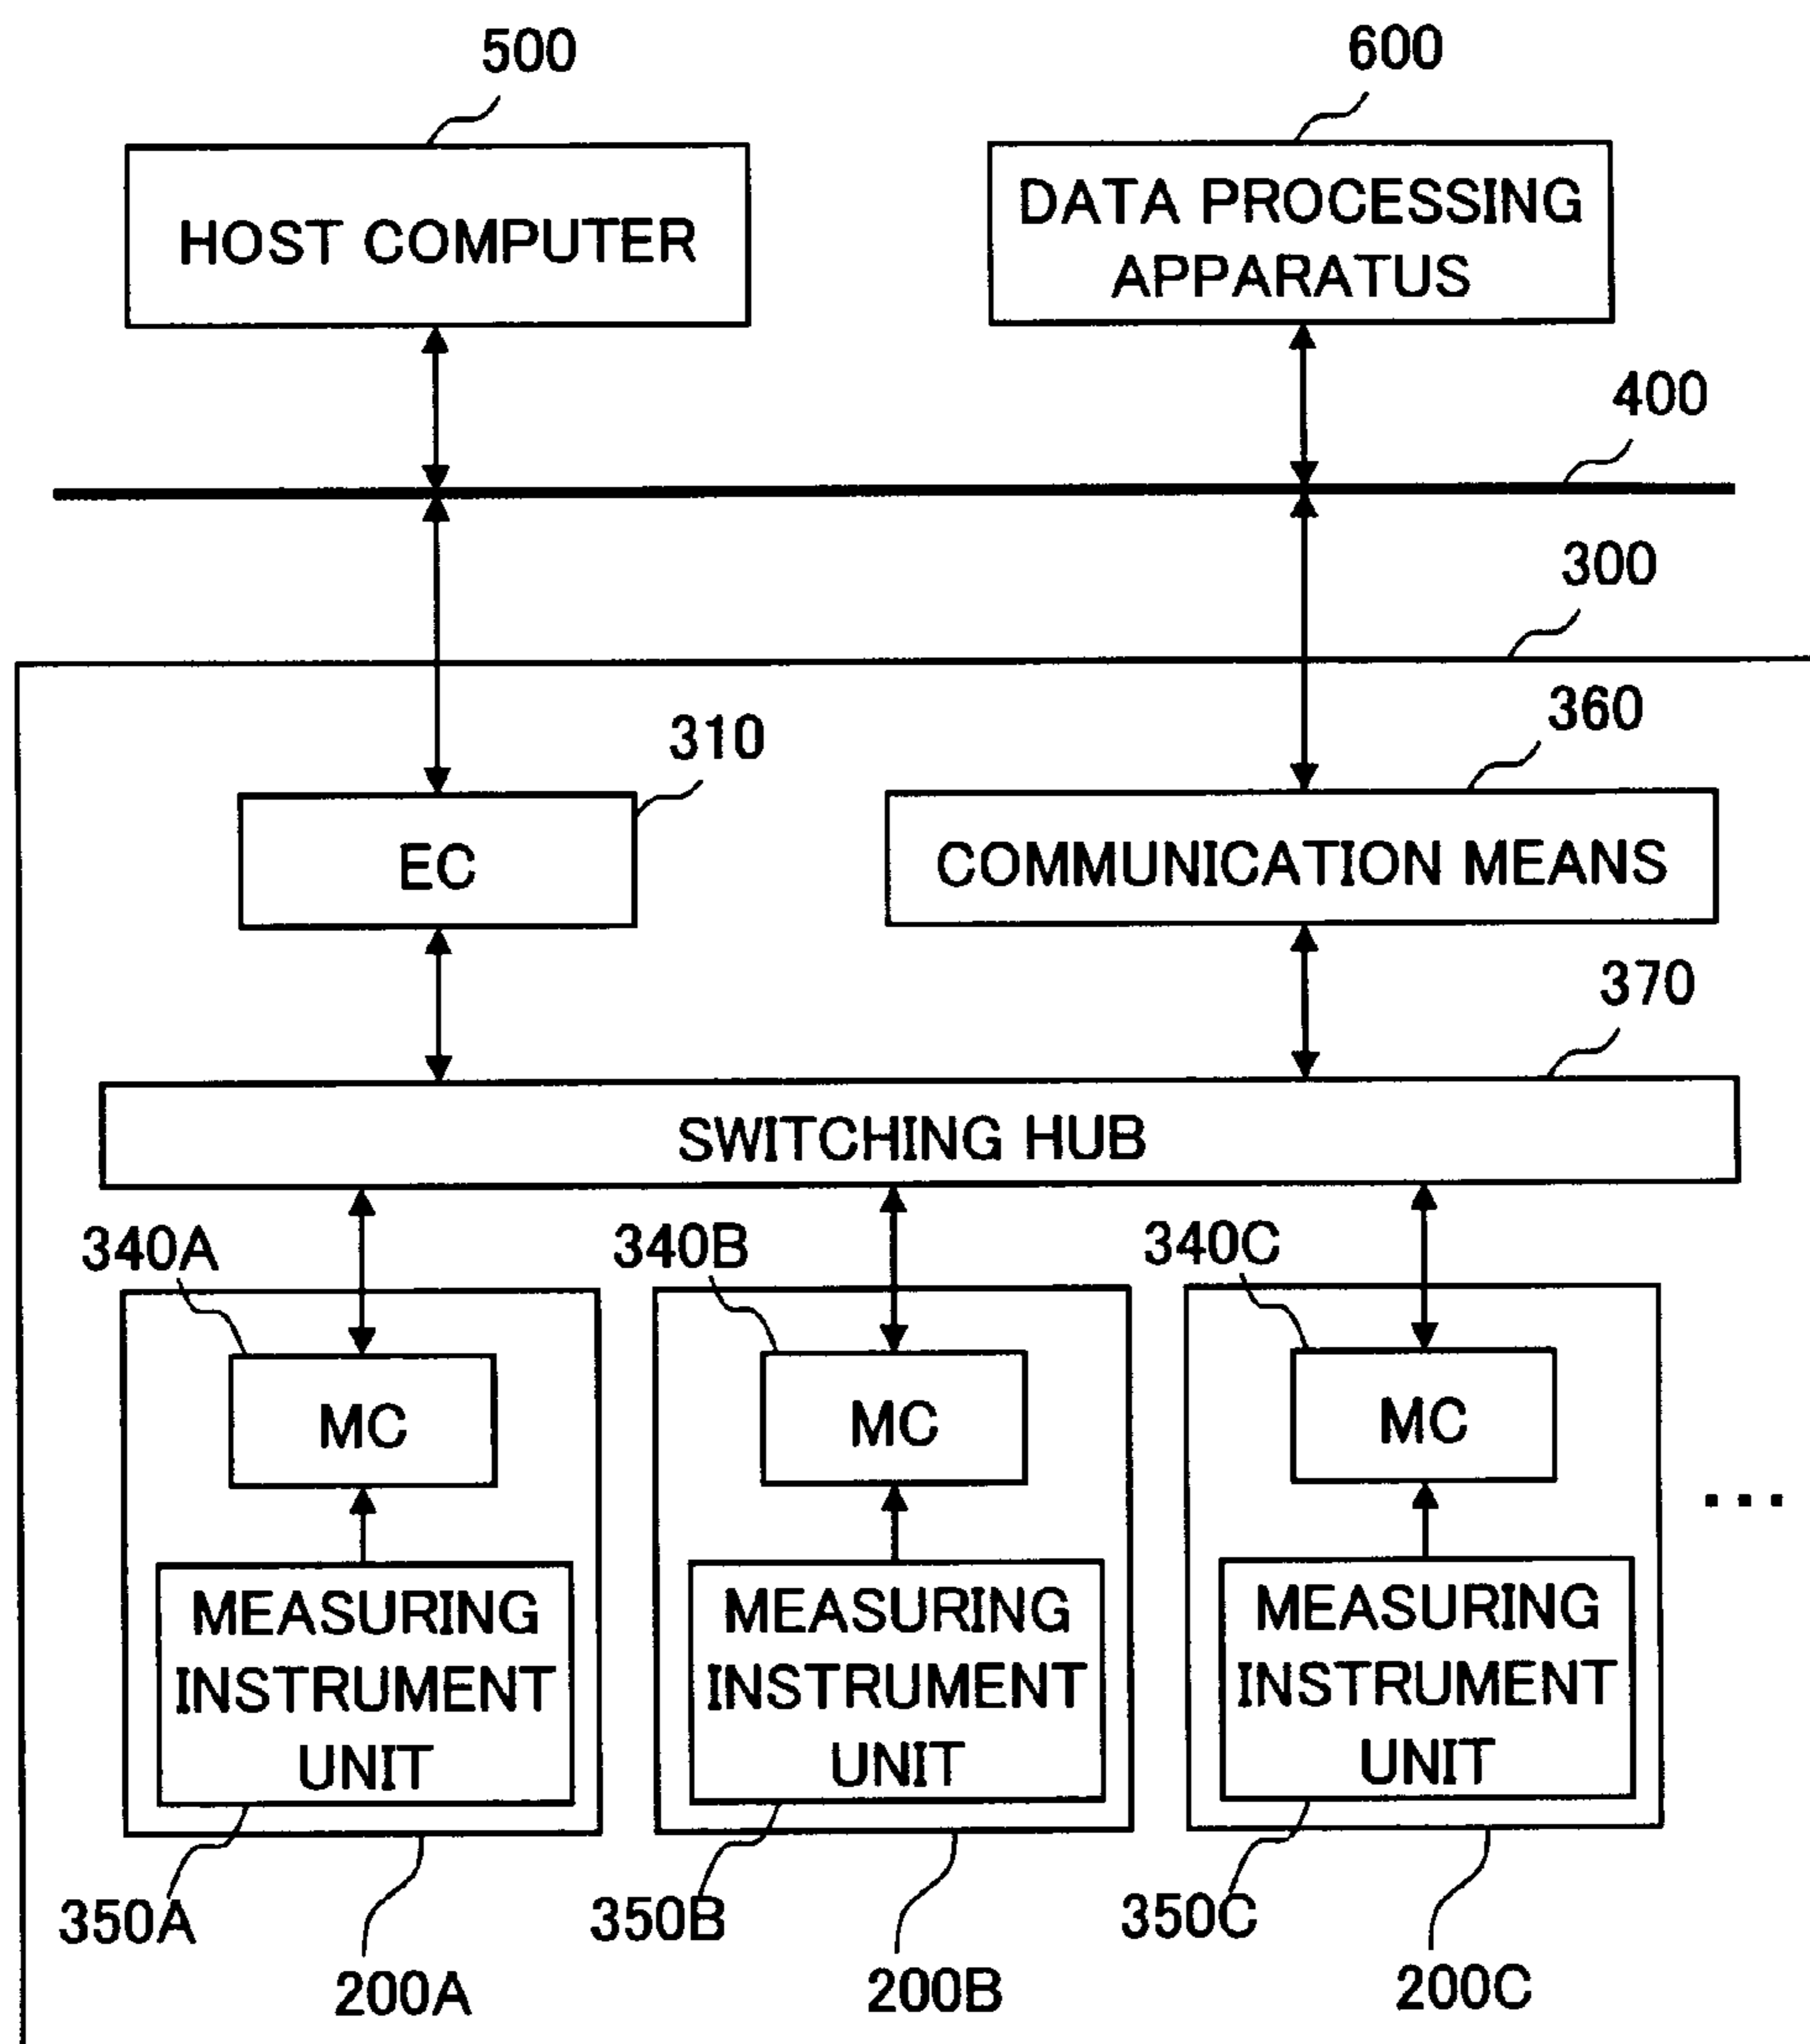 500
600
HOST COMPUTER
DATA PROCESSING
APPARATUS
400
300
310
360
EC
COMMUNICATION MEANS
370
SWITCHING HUB
340A
340B
340C
MC
MC
MC
...
MEASURING
INSTRUMENT
UNIT
MEASURING
INSTRUMENT
UNIT
MEASURING
INSTRUMENT
UNIT
350A
350B
350C
200A
200B
200C